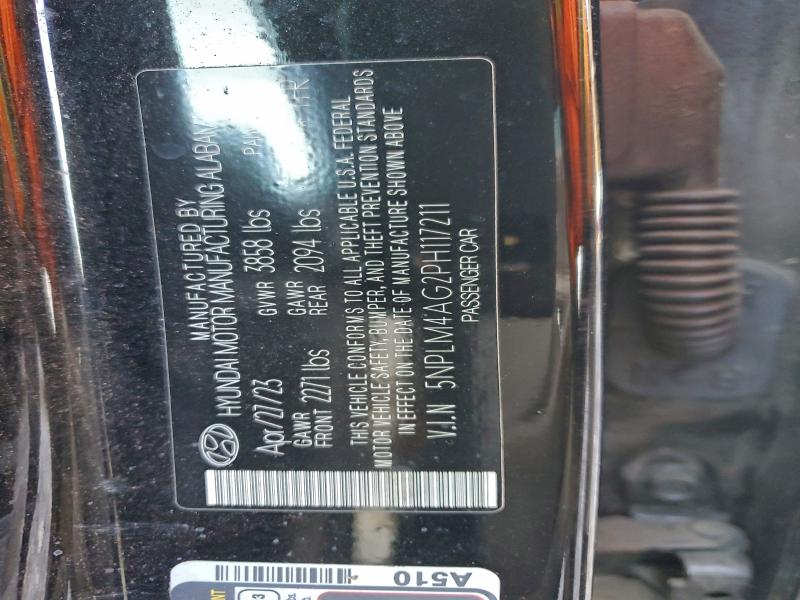 MANUFACTURED BY
HYUNDAI MOTOR MANUFACTURING ALABAMA
Apr/27/23 GVWR 3858 lbs
GAWR FRONT 2271 lbs GAWR REAR 2094 lbs
THIS VEHICLE CONFORMS TO ALL APPLICABLE U.S.A. FEDERAL
MOTOR VEHICLE SAFETY, BUMPER, AND THEFT PREVENTION STANDARDS
IN EFFECT ON THE DATE OF MANUFACTURE SHOWN ABOVE
V.I.N 5NPLM4AG2PH117211
PASSENGER CAR
A510